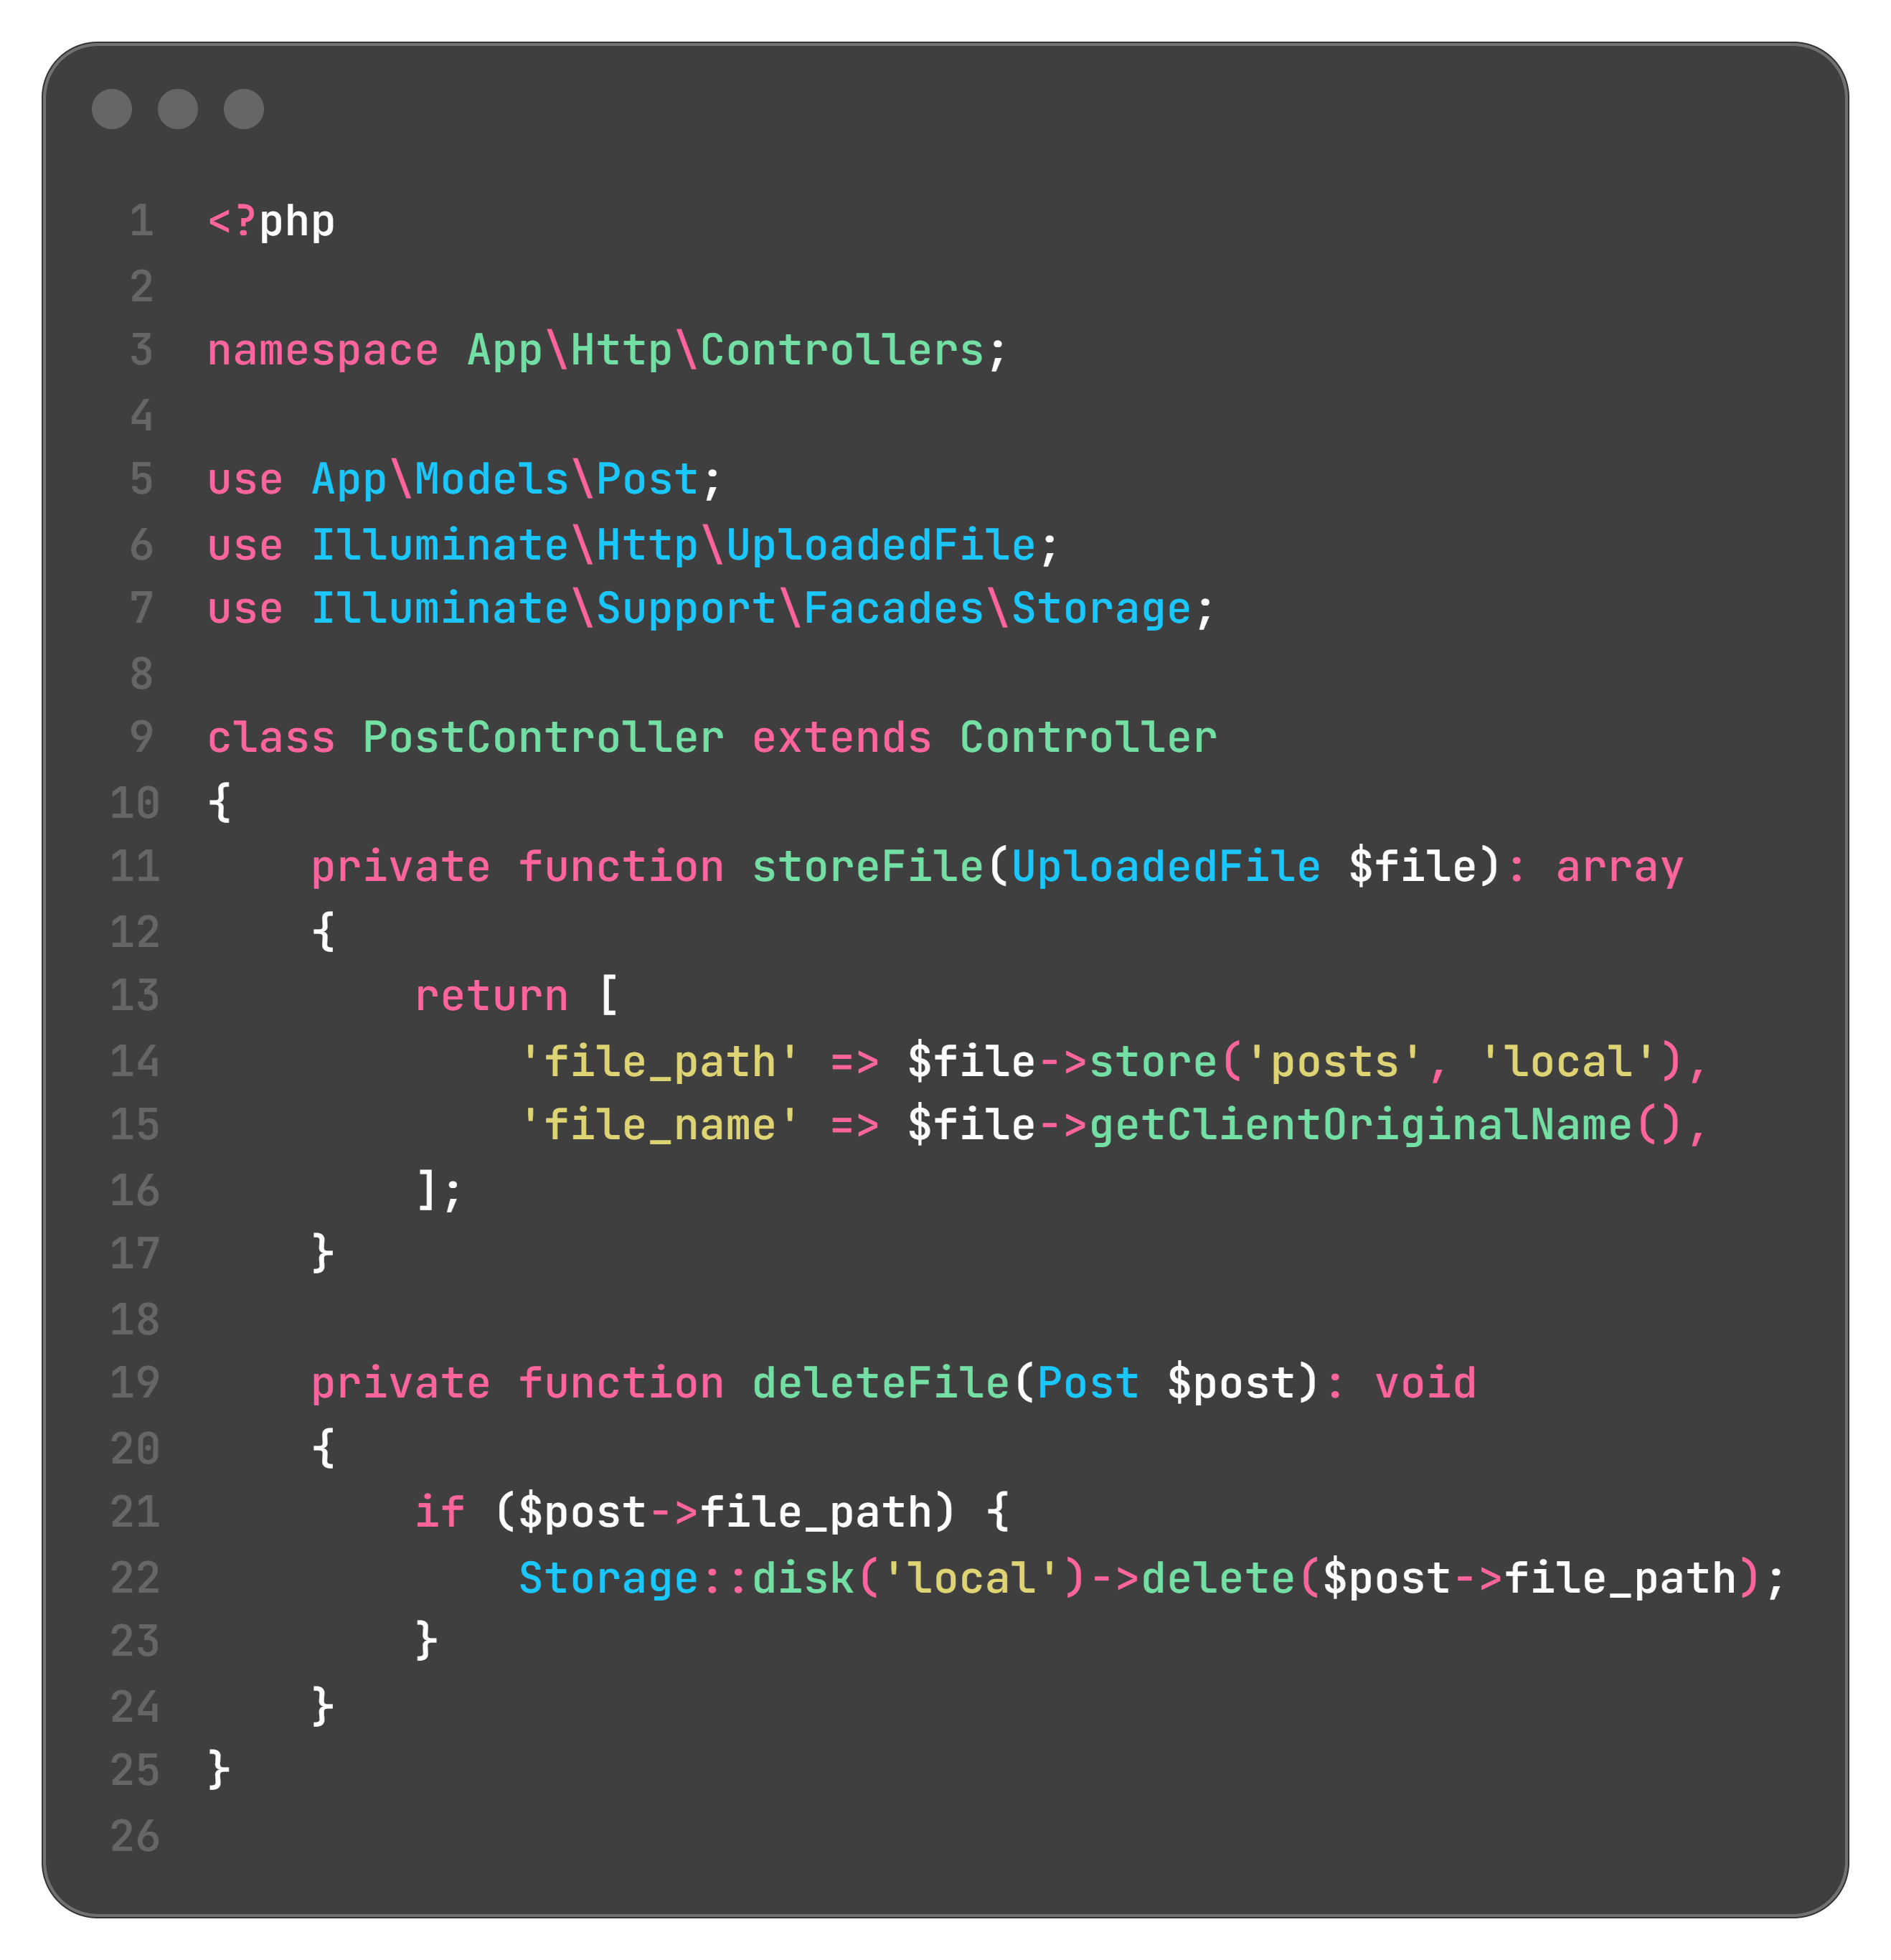 1 <?php
2
3 namespace App\Http\Controllers;
4
5 use App\Models\Post;
6 use Illuminate\Http\UploadedFile;
7 use Illuminate\Support\Facades\Storage;
8
9 class PostController extends Controller
10 {
11     private function storeFile(UploadedFile $file): array
12     {
13         return [
14             'file_path' => $file->store('posts', 'local'),
15             'file_name' => $file->getClientOriginalName(),
16         ];
17     }
18
19     private function deleteFile(Post $post): void
20     {
21         if ($post->file_path) {
22             Storage::disk('local')->delete($post->file_path);
23         }
24     }
25 }
26